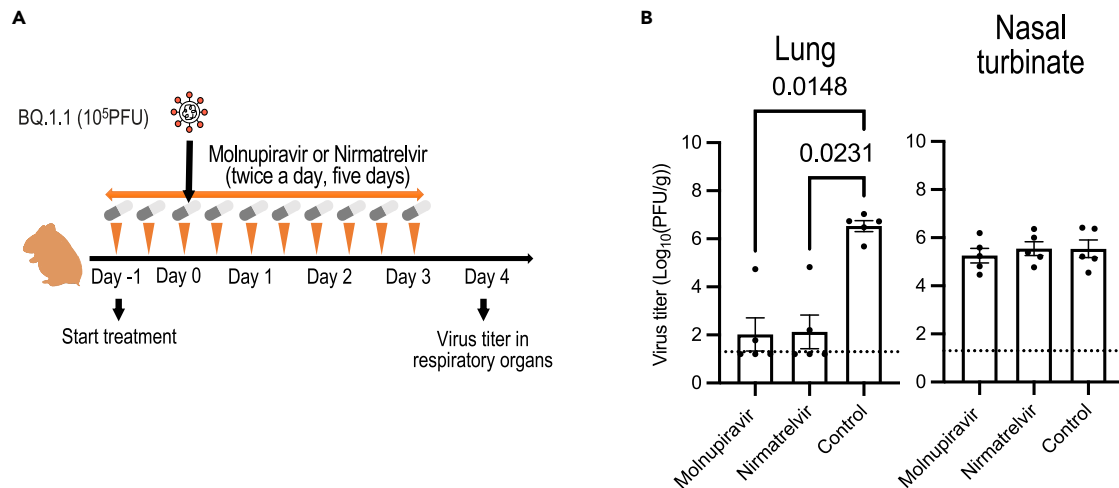 A
BQ.1.1 (10⁵PFU)
Molnupiravir or Nirmatrelvir
(twice a day, five days)
Day -1 Day 0 Day 1 Day 2 Day 3 Day 4
Start treatment
Virus titer in
respiratory organs
B
Lung
Nasal
turbinate
0.0148
0.0231
Virus titer (Log₁₀(PFU/g))
10
8
6
4
2
0
Molnupiravir
Nirmatrelvir
Control
10
8
6
4
2
0
Molnupiravir
Nirmatrelvir
Control